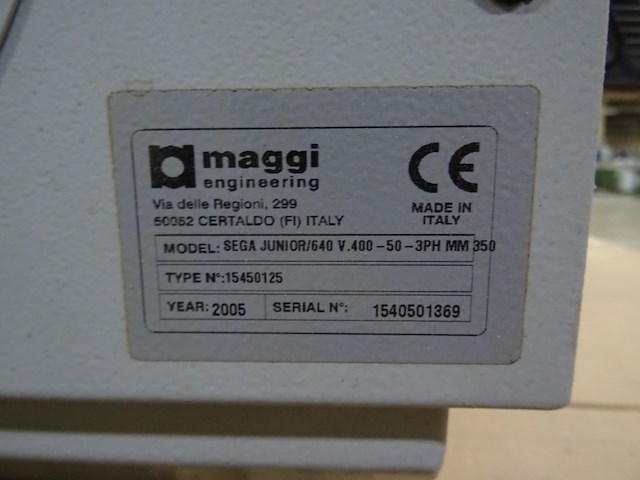 maggi
engineering
Via delle Regioni, 299
50052 CERTALDO (FI) ITALY
CE
MADE IN
ITALY
MODEL: SEGA JUNIOR/640 V.400-50-3PH MM 350
TYPE N°:15450125
YEAR: 2005 SERIAL N°: 1540501369